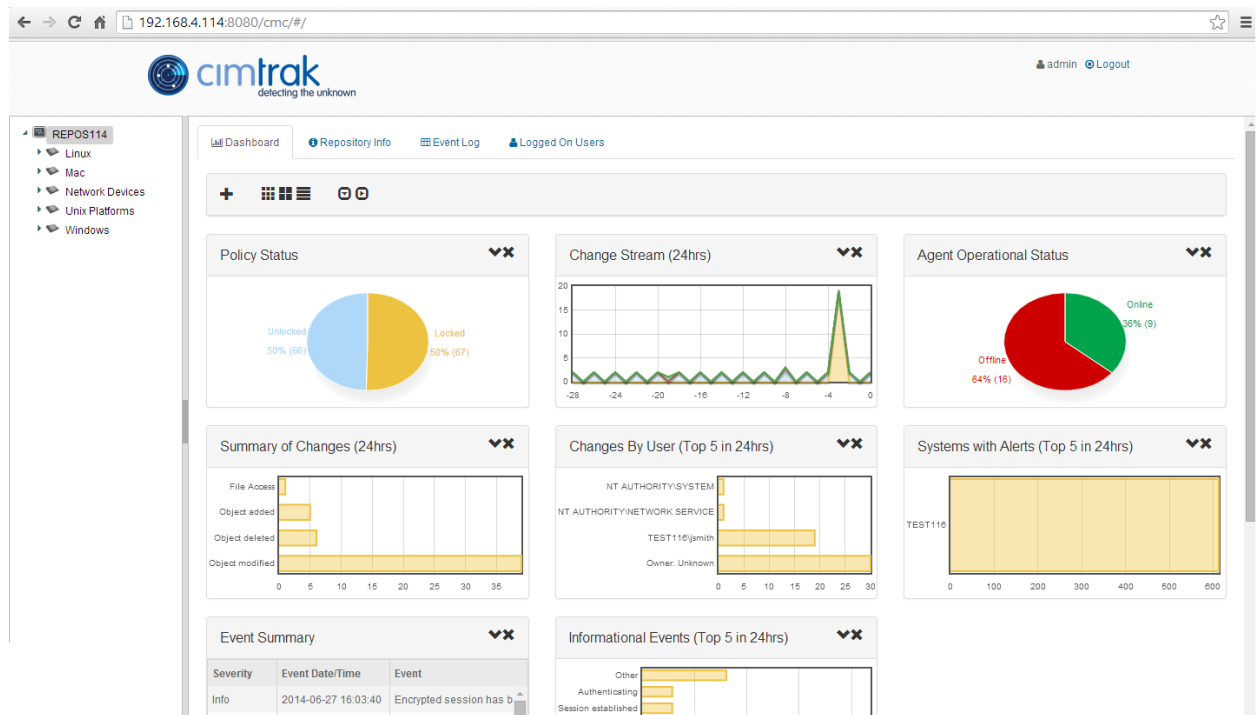 192.168.4.114:8080/cmc/#/
cimtrak
detecting the unknown
admin Logout
REPOS114
Linux
Mac
Network Devices
Unix Platforms
Windows
Dashboard Repository Info Event Log Logged On Users
Policy Status
Unlocked
50% (66)
Locked
50% (67)
Change Stream (24hrs)
20
15
10
5
0
-28 -24 -20 -16 -12 -8 -4 0
Agent Operational Status
Online
36% (9)
Offline
64% (16)
Summary of Changes (24hrs)
File Access
Object added
Object deleted
Object modified
0 5 10 15 20 25 30 35
Changes By User (Top 5 in 24hrs)
NT AUTHORITY\SYSTEM
NT AUTHORITY\NETWORK SERVICE
TEST116\jsmith
Owner: Unknown
0 5 10 15 20 25 30
Systems with Alerts (Top 5 in 24hrs)
TEST116
0 100 200 300 400 500 600
Event Summary
Severity Event Date/Time Event
Info 2014-06-27 16:03:40 Encrypted session has b
Informational Events (Top 5 in 24hrs)
Other
Authenticating
Session established